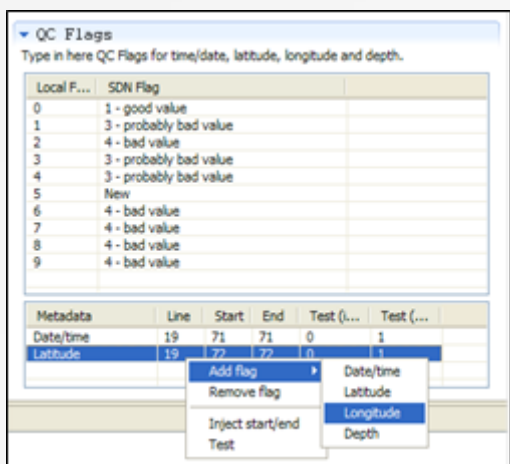 QC Flags
Type in here QC Flags for time/date, latitude, longitude and depth.
Local F... SDN Flag
0 1 - good value
1 3 - probably bad value
2 4 - bad value
3 3 - probably bad value
4 3 - probably bad value
5 New
6 4 - bad value
7 4 - bad value
8 4 - bad value
9 4 - bad value
Metadata Line Start End Test (i... Test (...
Date/time 19 71 71 0 1
Latitude 19 72 72 0 1
Add flag Date/time
Remove flag Latitude
Longitude
Inject start/end Depth
Test